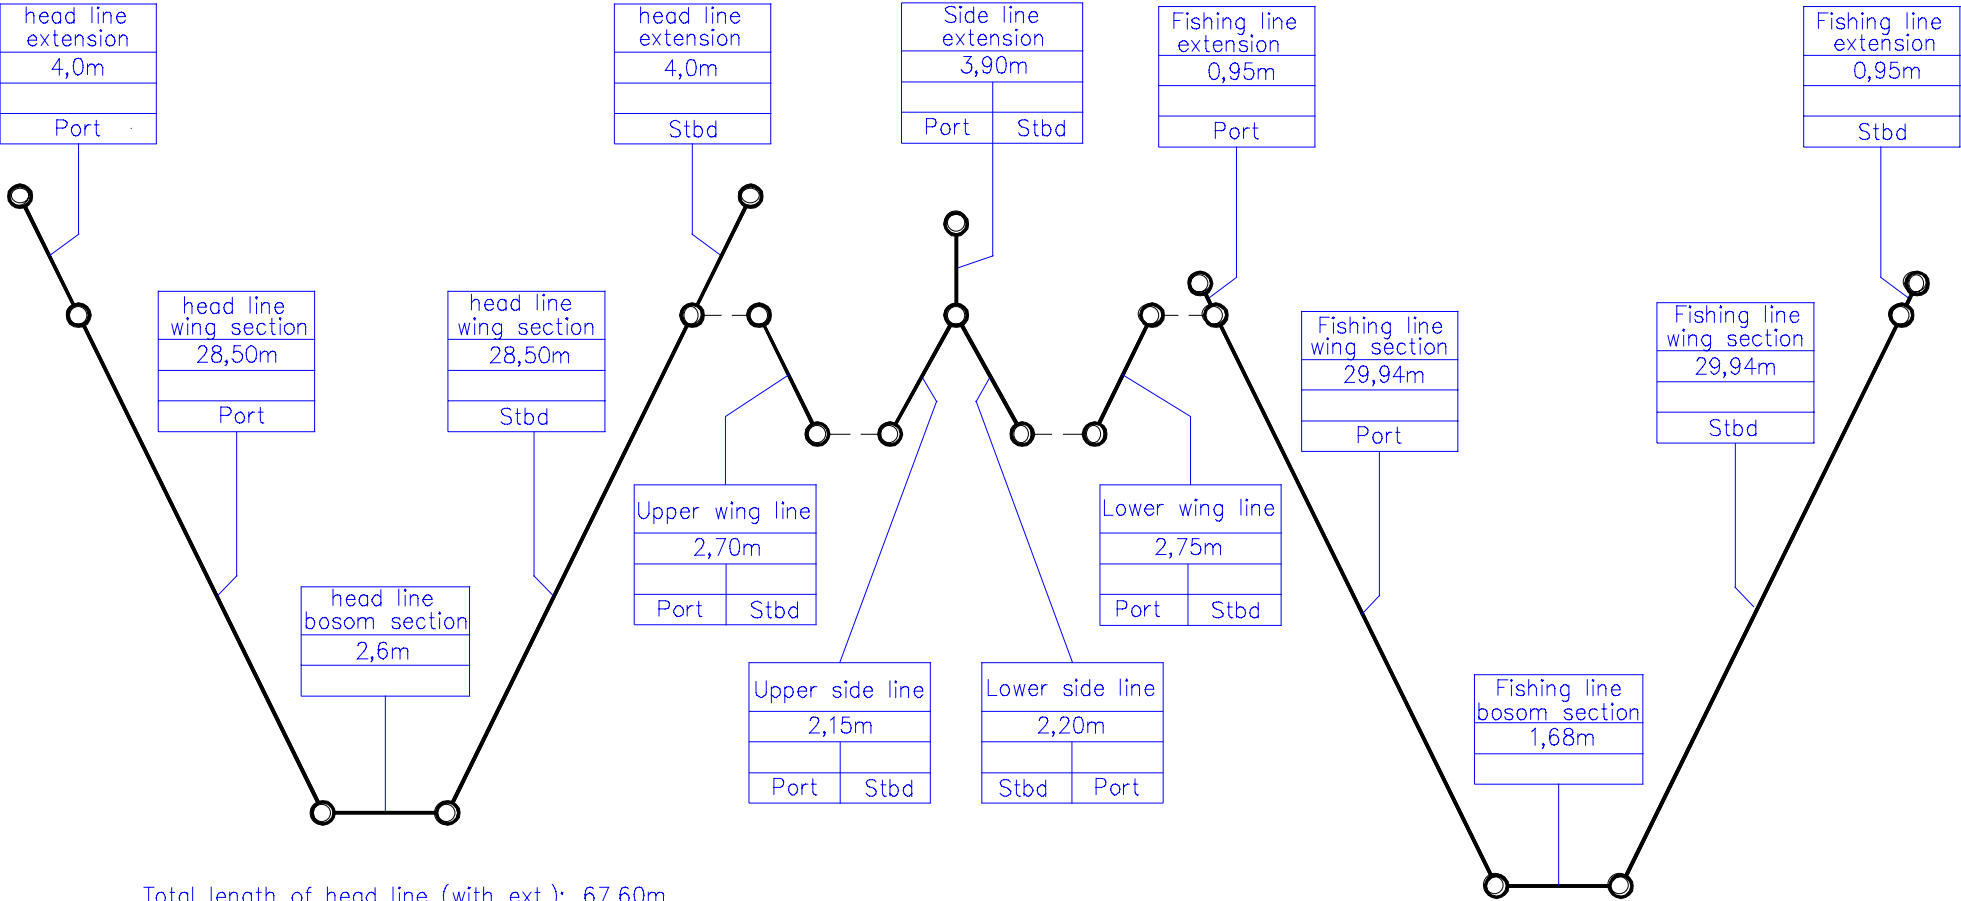 head line
extension
4,0m
Port
head line
extension
4,0m
Stbd
Side line
extension
3,90m
Port Stbd
Fishing line
extension
0,95m
Port
Fishing line
extension
0,95m
Stbd
head line
wing section
28,50m
Port
head line
wing section
28,50m
Stbd
Fishing line
wing section
29,94m
Port
Fishing line
wing section
29,94m
Stbd
Upper wing line
2,70m
Port Stbd
Lower wing line
2,75m
Port Stbd
head line
bosom section
2,6m
Upper side line
2,15m
Port Stbd
Lower side line
2,20m
Stbd Port
Fishing line
bosom section
1,68m
Total length of head line (with ext.): 67,60m